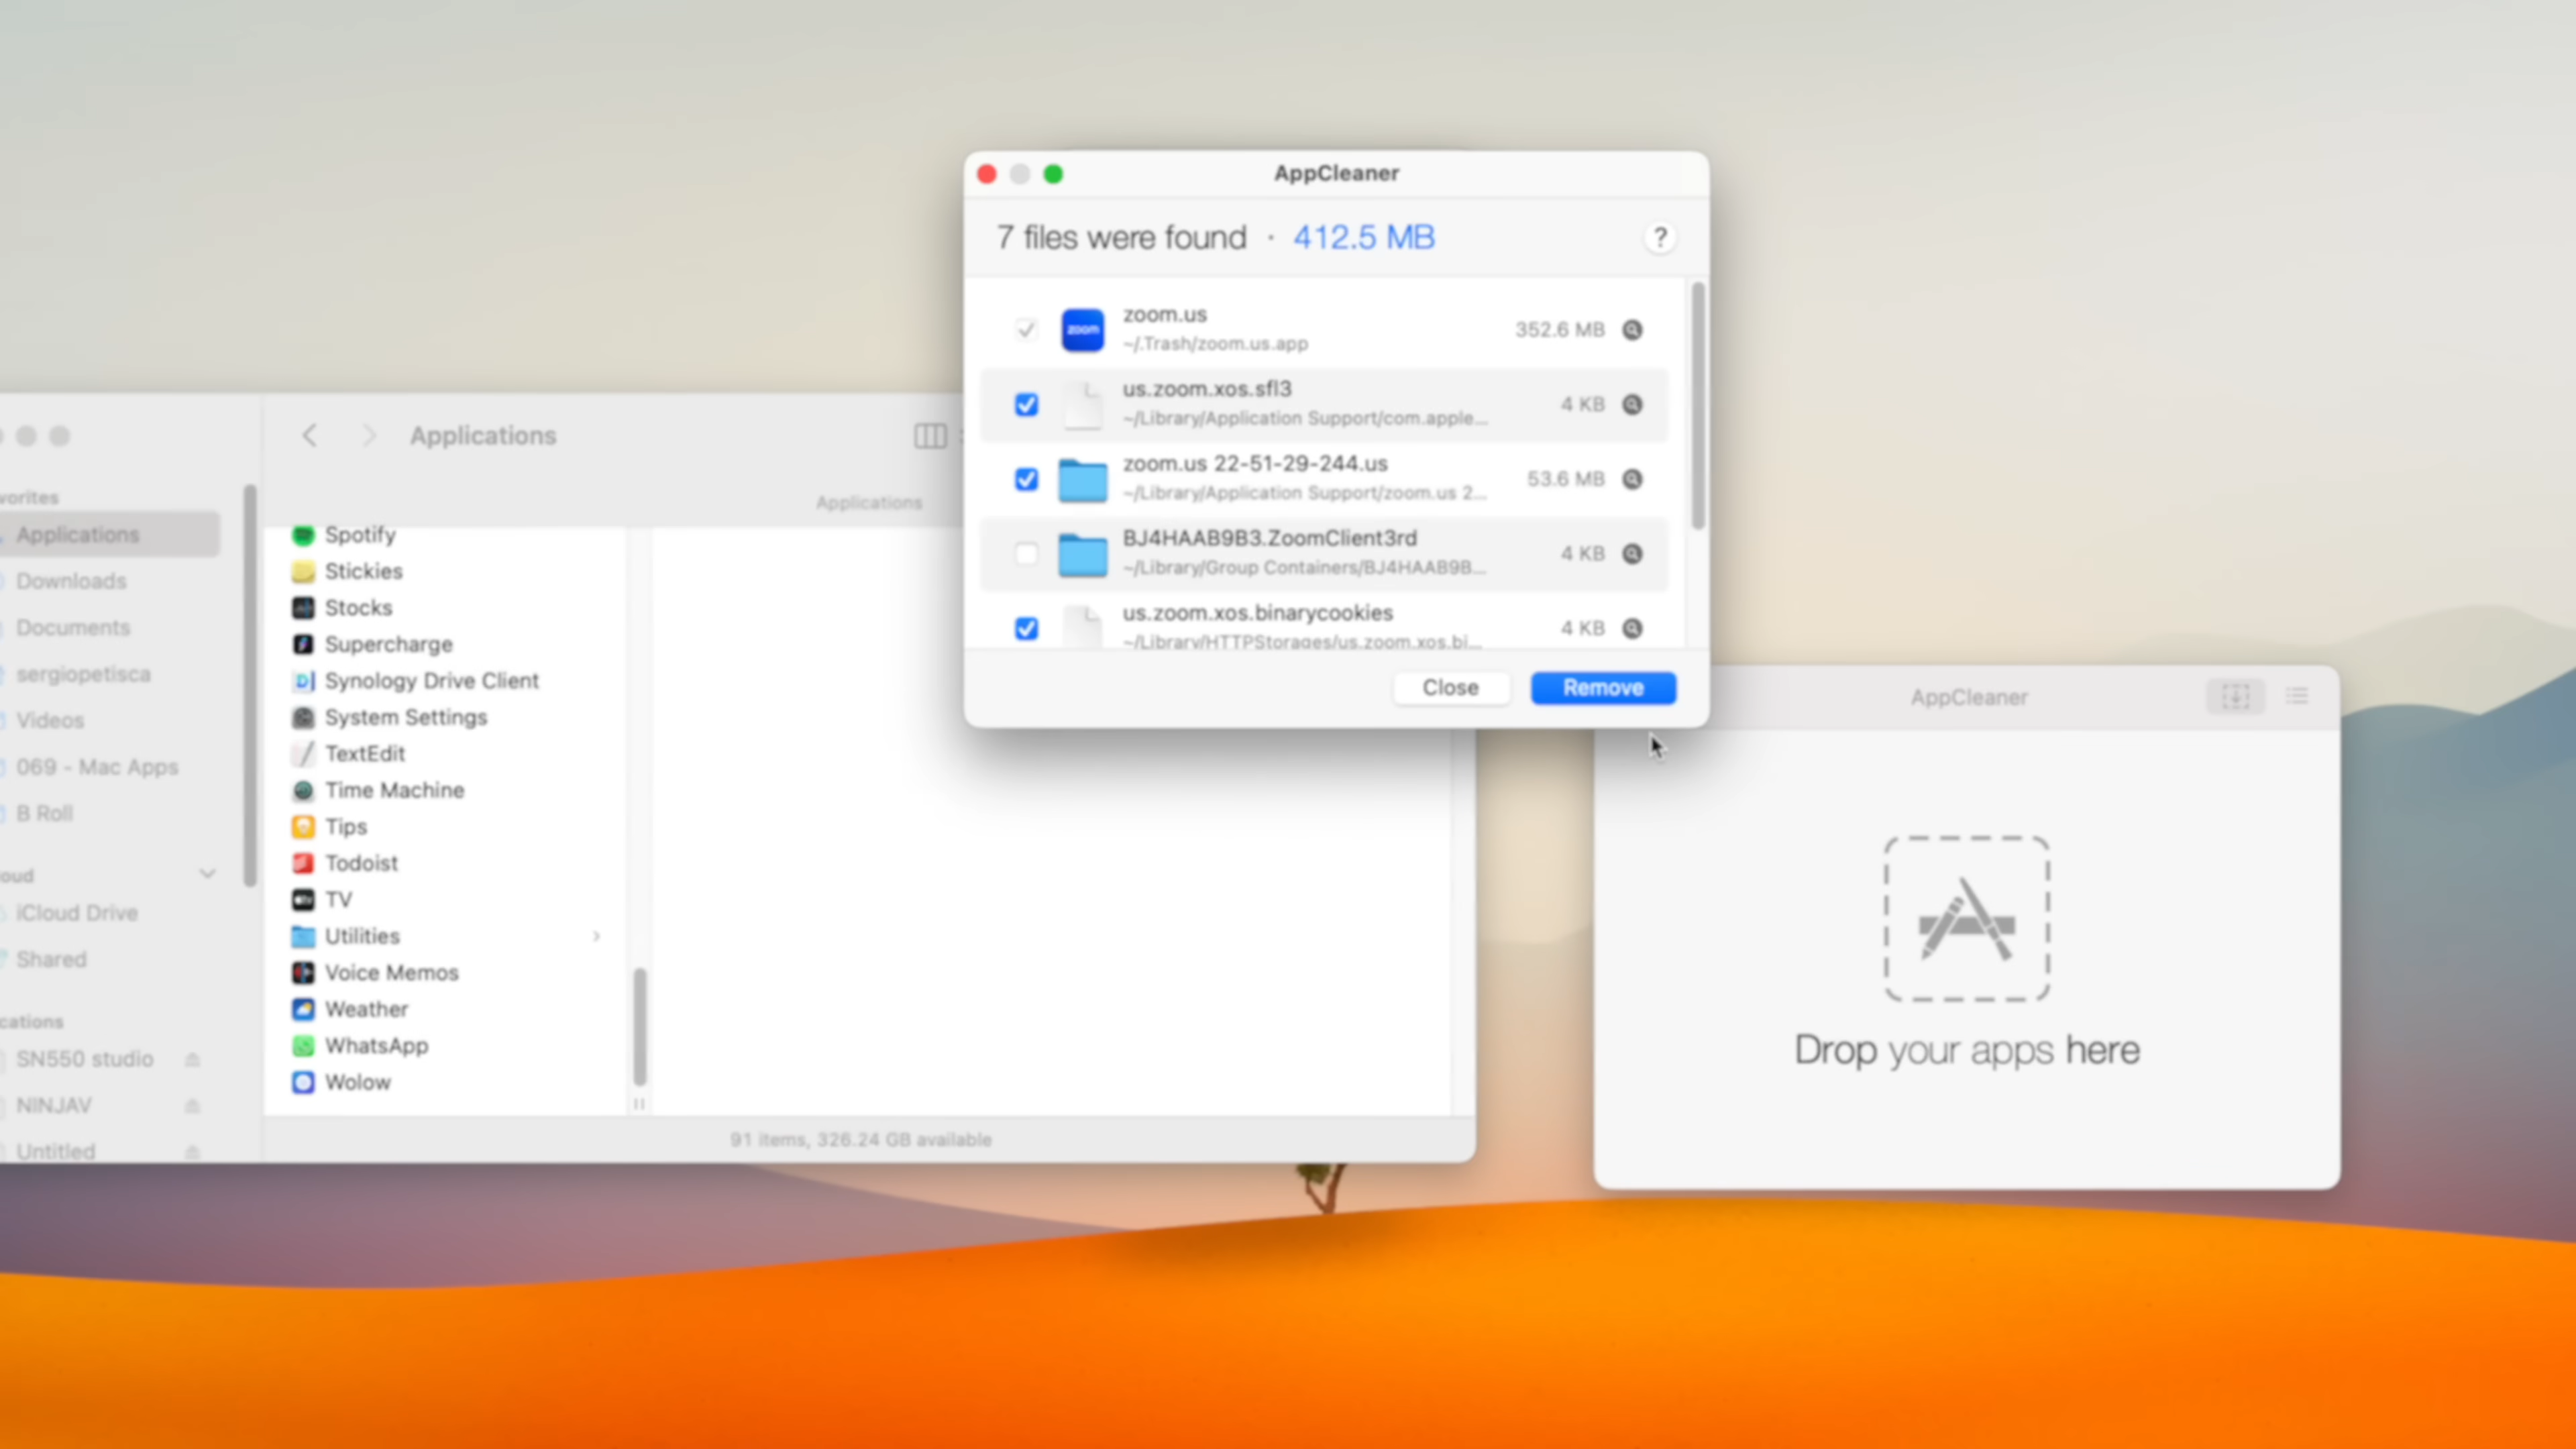 AppCleaner
7 files were found · 412.5 MB
?
zoom
zoom.us
~/.Trash/zoom.us.app
352.6 MB
us.zoom.xos.sfl3
~/Library/Application Support/com.apple...
4 KB
zoom.us 22-51-29-244.us
~/Library/Application Support/zoom.us 2...
53.6 MB
BJ4HAAB9B3.ZoomClient3rd
~/Library/Group Containers/BJ4HAAB9B...
4 KB
us.zoom.xos.binarycookies
~/Library/HTTPStorages/us.zoom.xos.bi...
4 KB
Close
Remove
Applications
Applications
vorites
Applications
Downloads
Documents
sergiopetisca
Videos
069 - Mac Apps
B Roll
oud
iCloud Drive
Shared
cations
SN550 studio
NINJAV
Untitled
Spotify
Stickies
Stocks
Supercharge
Synology Drive Client
System Settings
TextEdit
Time Machine
Tips
Todoist
TV
Utilities
Voice Memos
Weather
WhatsApp
Wolow
91 items, 326.24 GB available
AppCleaner
Drop your apps here